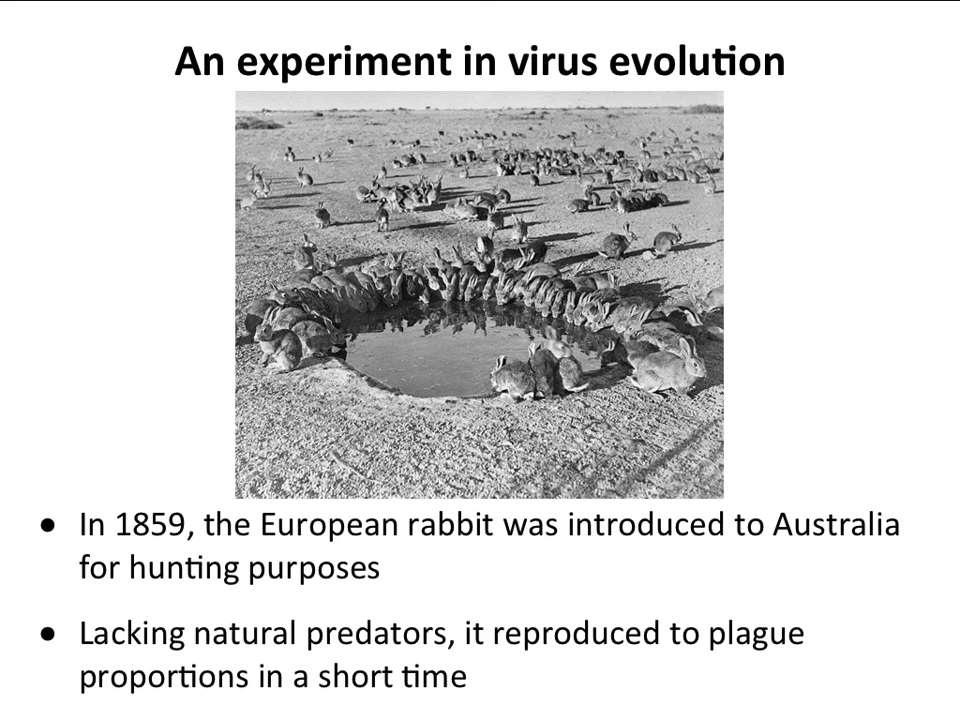 An experiment in virus evolution
● In 1859, the European rabbit was introduced to Australia
for hunting purposes
● Lacking natural predators, it reproduced to plague
proportions in a short time